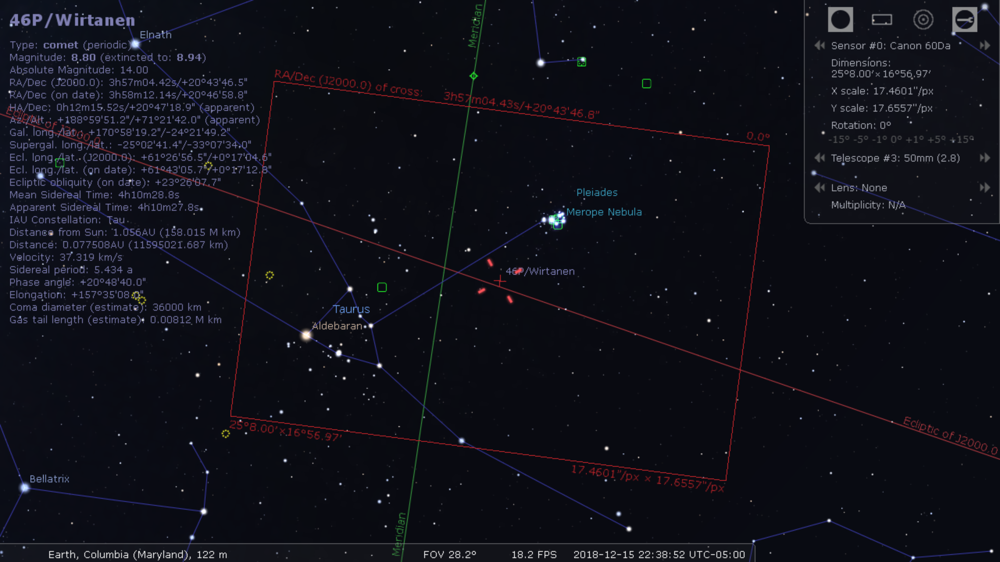 46P/Wirtanen
Type: comet (periodic)
Magnitude: 8.80 (extincted to: 8.94)
Absolute Magnitude: 14.00
RA/Dec (J2000.0): 3h57m04.42s/+20°43'46.5"
RA/Dec (on date): 3h58m12.14s/+20°46'58.8"
HA/Dec: 0h12m15.52s/+20°47'18.9" (apparent)
Az./Alt.: +188°59'51.2"/+71°21'42.0" (apparent)
Gal. long./lat.: +170°58'19.2"/-24°21'49.2"
Supergal. long./lat.: -25°02'41.4"/-33°07'34.0"
Ecl. long./lat. (J2000.0): +61°26'56.5"/+0°17'04.6"
Ecl. long./lat. (on date): +61°43'05.7"/+0°17'12.8"
Ecliptic obliquity (on date): +23°26'07.7"
Mean Sidereal Time: 4h10m28.8s
Apparent Sidereal Time: 4h10m27.8s
IAU Constellation: Tau
Distance from Sun: 1.056AU (158.015 M km)
Distance: 0.077508AU (11595021.687 km)
Velocity: 37.319 km/s
Sidereal period: 5.434 a
Phase angle: +20°48'40.0"
Elongation: +157°35'08.
Coma diameter (estimate): 36000 km
Gas tail length (estimate): 0.00812 M km
Elnath
Ecliptic of J2000.0
Meridian
RA/Dec (J2000.0) of cross: 3h57m04.43s/+20°43'46.8"
0.0°
Pleiades
Merope Nebula
46P/Wirtanen
Taurus
Aldebaran
25°8.00'×16°56.97'
17.4601"/px × 17.6557"/px
Ecliptic of J2000.0
Bellatrix
Meridian
Sensor #0: Canon 60Da
Dimensions:
25°8.00'×16°56.97'
X scale: 17.4601"/px
Y scale: 17.6557"/px
Rotation: 0°
-15° -5° -1° 0° +1° +5° +15°
Telescope #3: 50mm (2.8)
Lens: None
Multiplicity: N/A
Earth, Columbia (Maryland), 122 m FOV 28.2° 18.2 FPS 2018-12-15 22:38:52 UTC-05:00